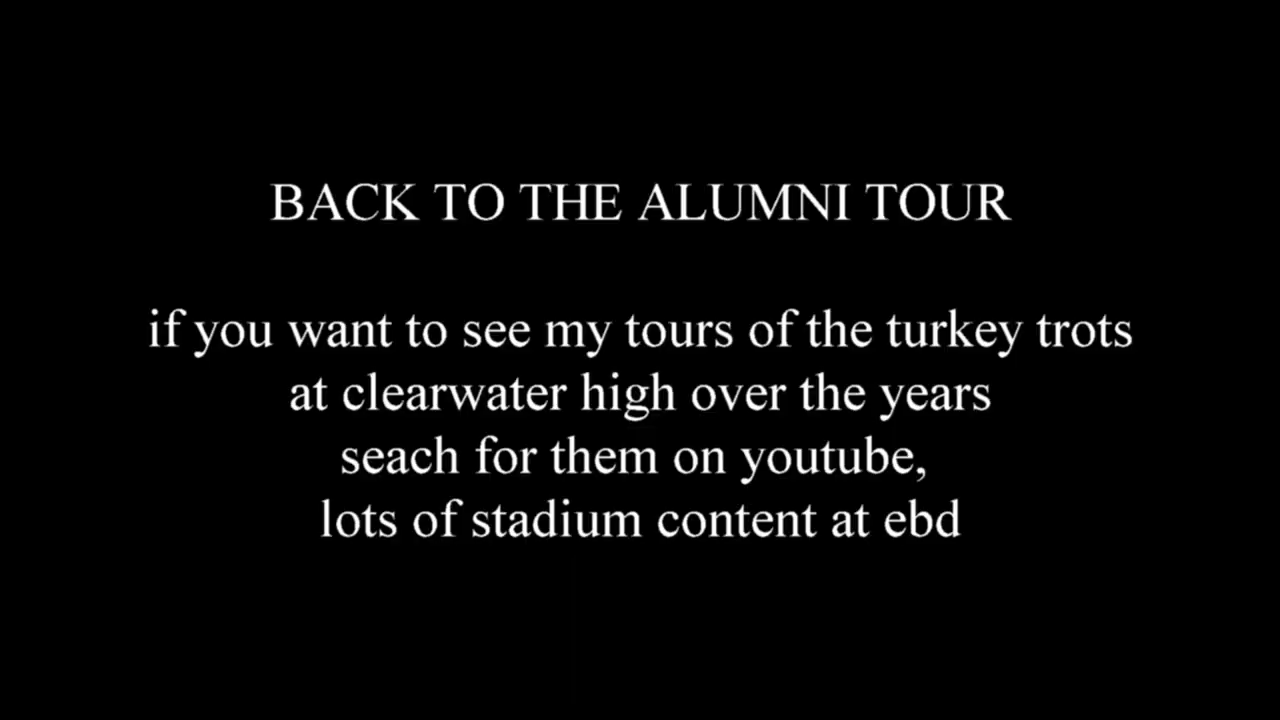 BACK TO THE ALUMNI TOUR
if you want to see my tours of the turkey trots
at clearwater high over the years
seach for them on youtube,
lots of stadium content at ebd